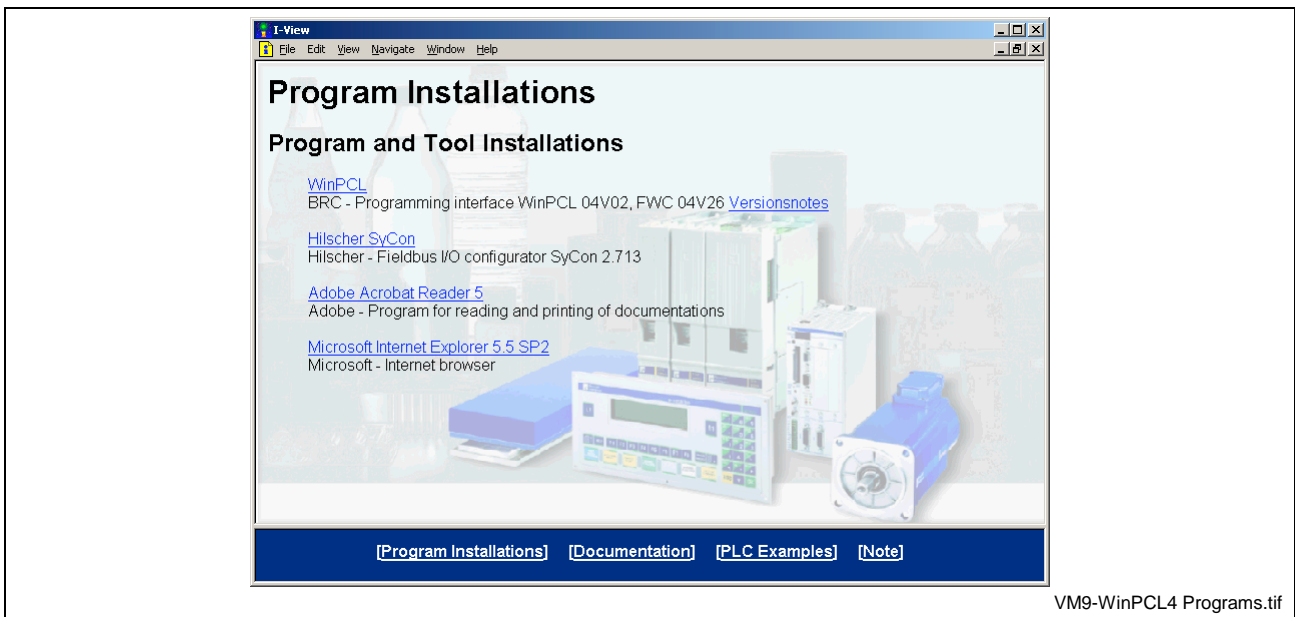 I-View
File Edit View Navigate Window Help
Program Installations
Program and Tool Installations
WinPCL
BRC - Programming interface WinPCL 04V02, FWC 04V26 Versionsnotes
Hilscher SyCon
Hilscher - Fieldbus I/O configurator SyCon 2.713
Adobe Acrobat Reader 5
Adobe - Program for reading and printing of documentations
Microsoft Internet Explorer 5.5 SP2
Microsoft - Internet browser
[Program Installations] [Documentation] [PLC Examples] [Note]
VM9-WinPCL4 Programs.tif